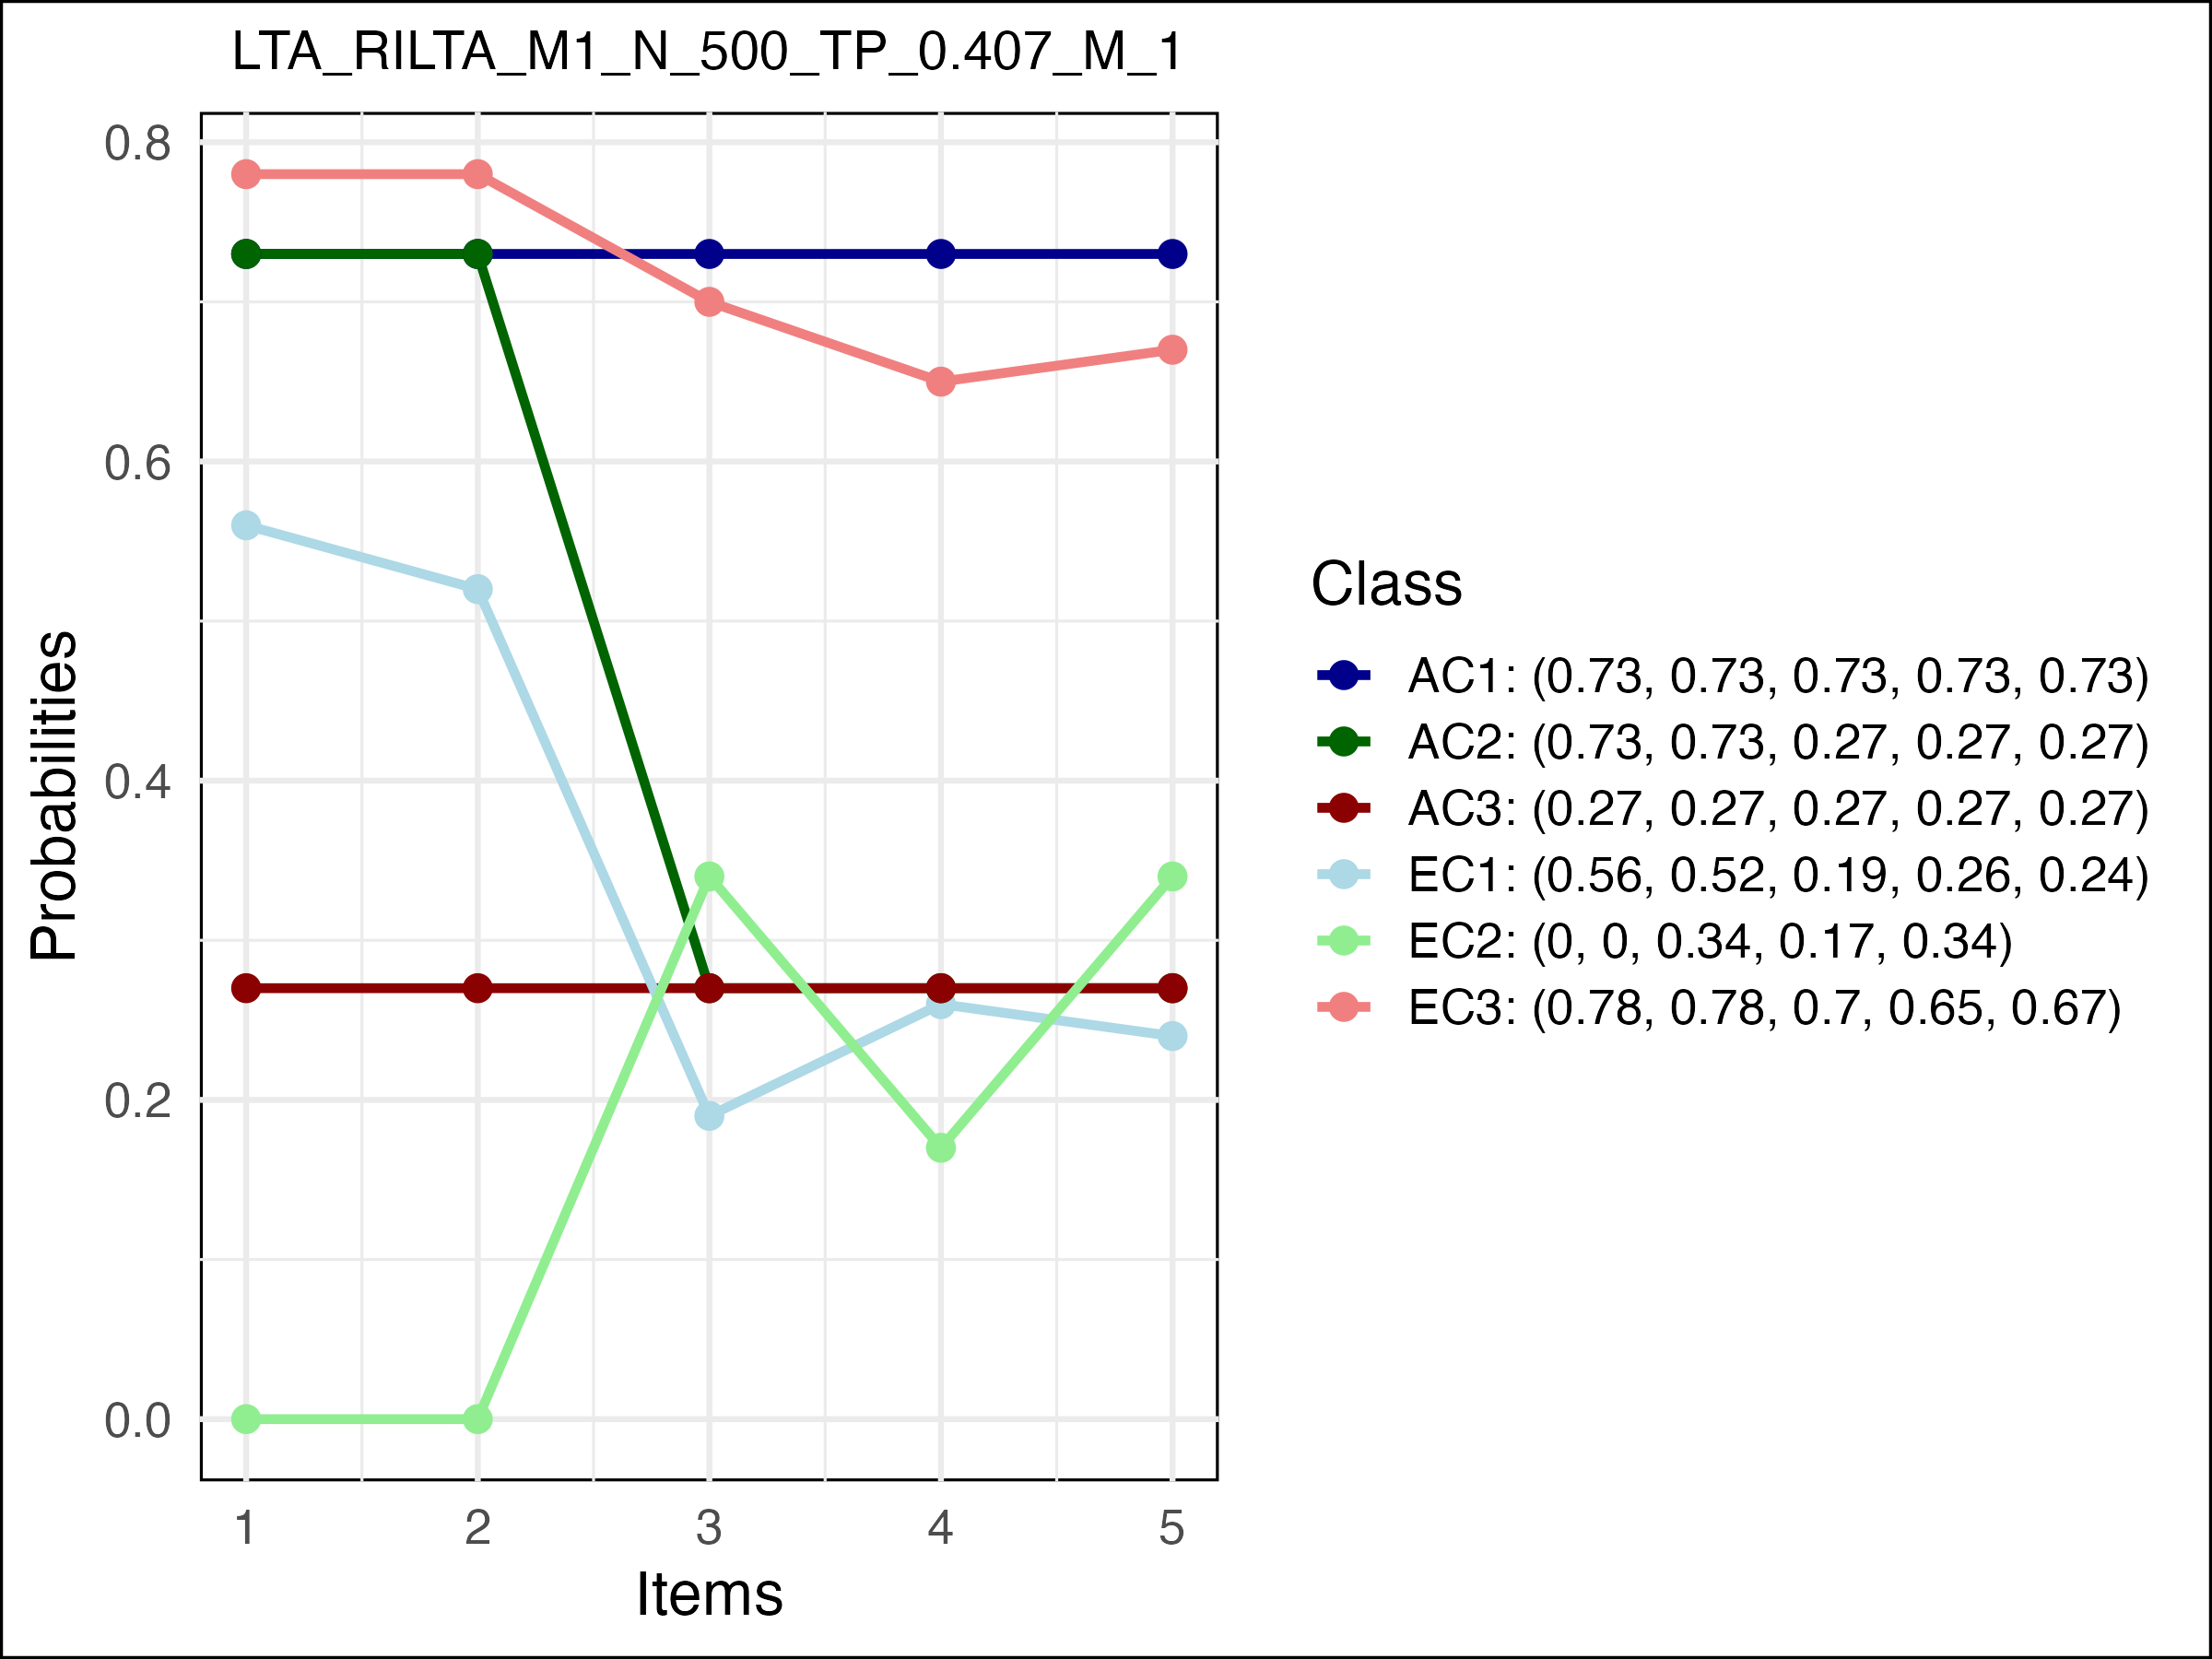 LTA_RILTA_M1_N_500_TP_0.407_M_1
0.8
0.6
0.4
0.2
0.0
Probabilities
1 2 3 4 5
Items
Class
AC1: (0.73, 0.73, 0.73, 0.73, 0.73)
AC2: (0.73, 0.73, 0.27, 0.27, 0.27)
AC3: (0.27, 0.27, 0.27, 0.27, 0.27)
EC1: (0.56, 0.52, 0.19, 0.26, 0.24)
EC2: (0, 0, 0.34, 0.17, 0.34)
EC3: (0.78, 0.78, 0.7, 0.65, 0.67)